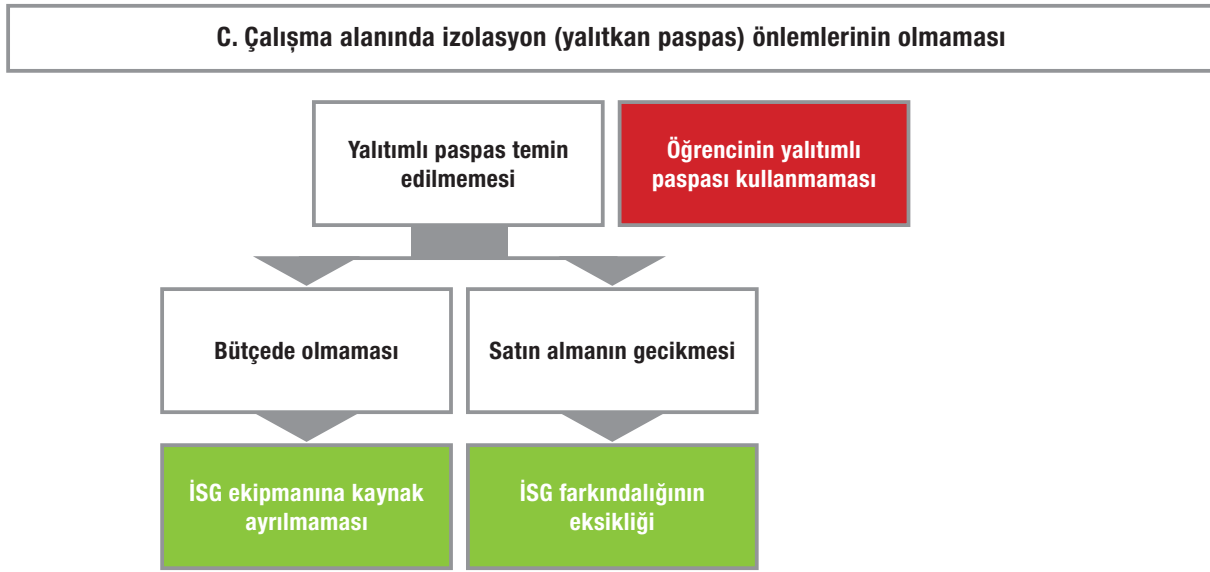 C. Çalışma alanında izolasyon (yalıtkan paspas) önlemlerinin olmaması
Yalıtımlı paspas temin
edilmemesi
Öğrencinin yalıtımlı
paspası kullanmaması
Bütçede olmaması
Satın almanın gecikmesi
İSG ekipmanına kaynak
ayrılmaması
İSG farkındalığının
eksikliği